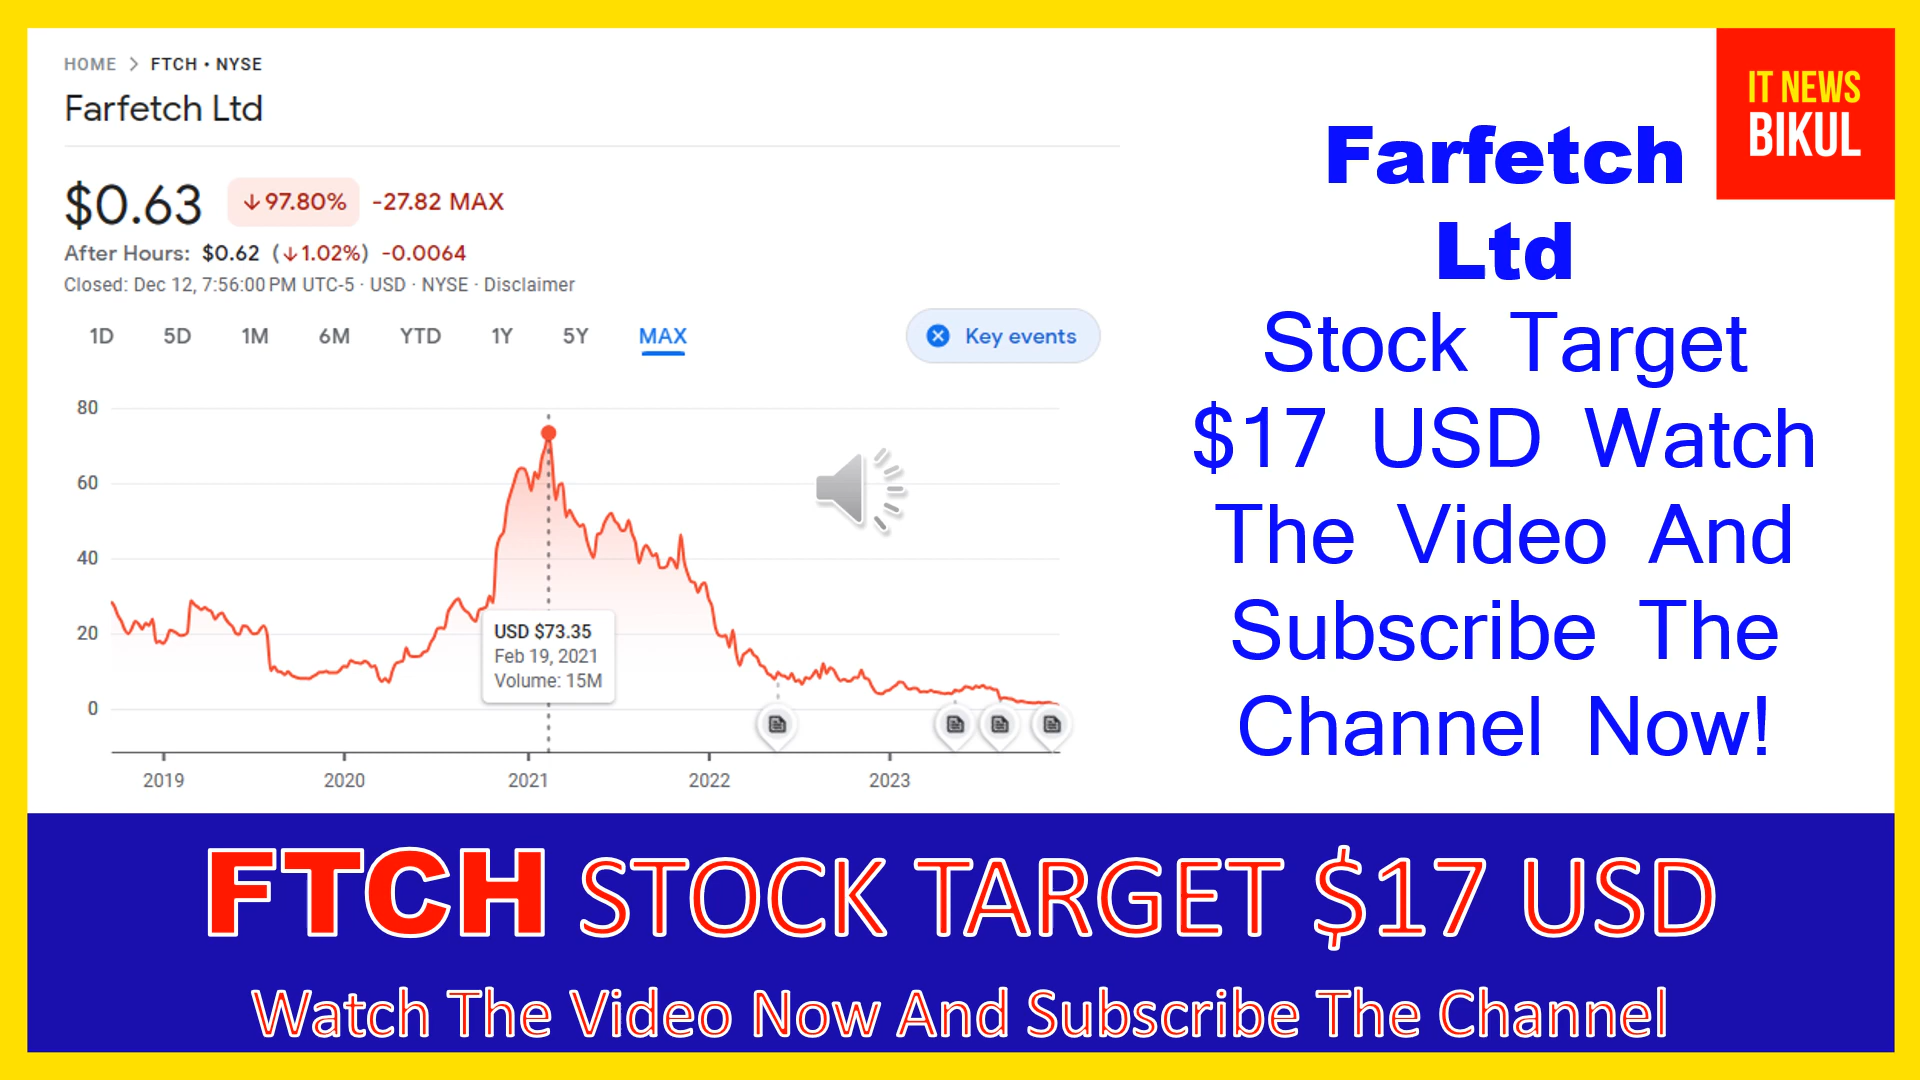 HOME > FTCH • NYSE
Farfetch Ltd
$0.63 ↓97.80% -27.82 MAX
After Hours: $0.62 (↓1.02%) -0.0064
Closed: Dec 12, 7:56:00 PM UTC-5 · USD · NYSE · Disclaimer
1D 5D 1M 6M YTD 1Y 5Y MAX
Key events
80
60
40
20
0
USD $73.35
Feb 19, 2021
Volume: 15M
2019 2020 2021 2022 2023
IT NEWS
BIKUL
Farfetch
Ltd
Stock Target
$17 USD Watch
The Video And
Subscribe The
Channel Now!
FTCH STOCK TARGET $17 USD
Watch The Video Now And Subscribe The Channel